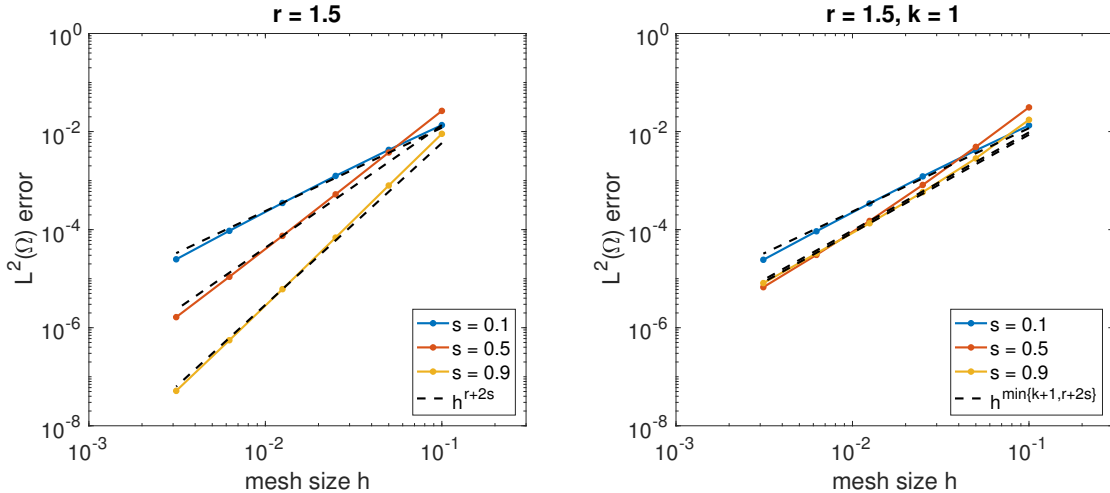 r = 1.5
10^0
10^-2
10^-4
10^-6
10^-8
L^2(Ω) error
10^-3
10^-2
10^-1
mesh size h
s = 0.1
s = 0.5
s = 0.9
h^r+2s
r = 1.5, k = 1
10^0
10^-2
10^-4
10^-6
10^-8
L^2(Ω) error
10^-3
10^-2
10^-1
mesh size h
s = 0.1
s = 0.5
s = 0.9
h^min{k+1,r+2s}